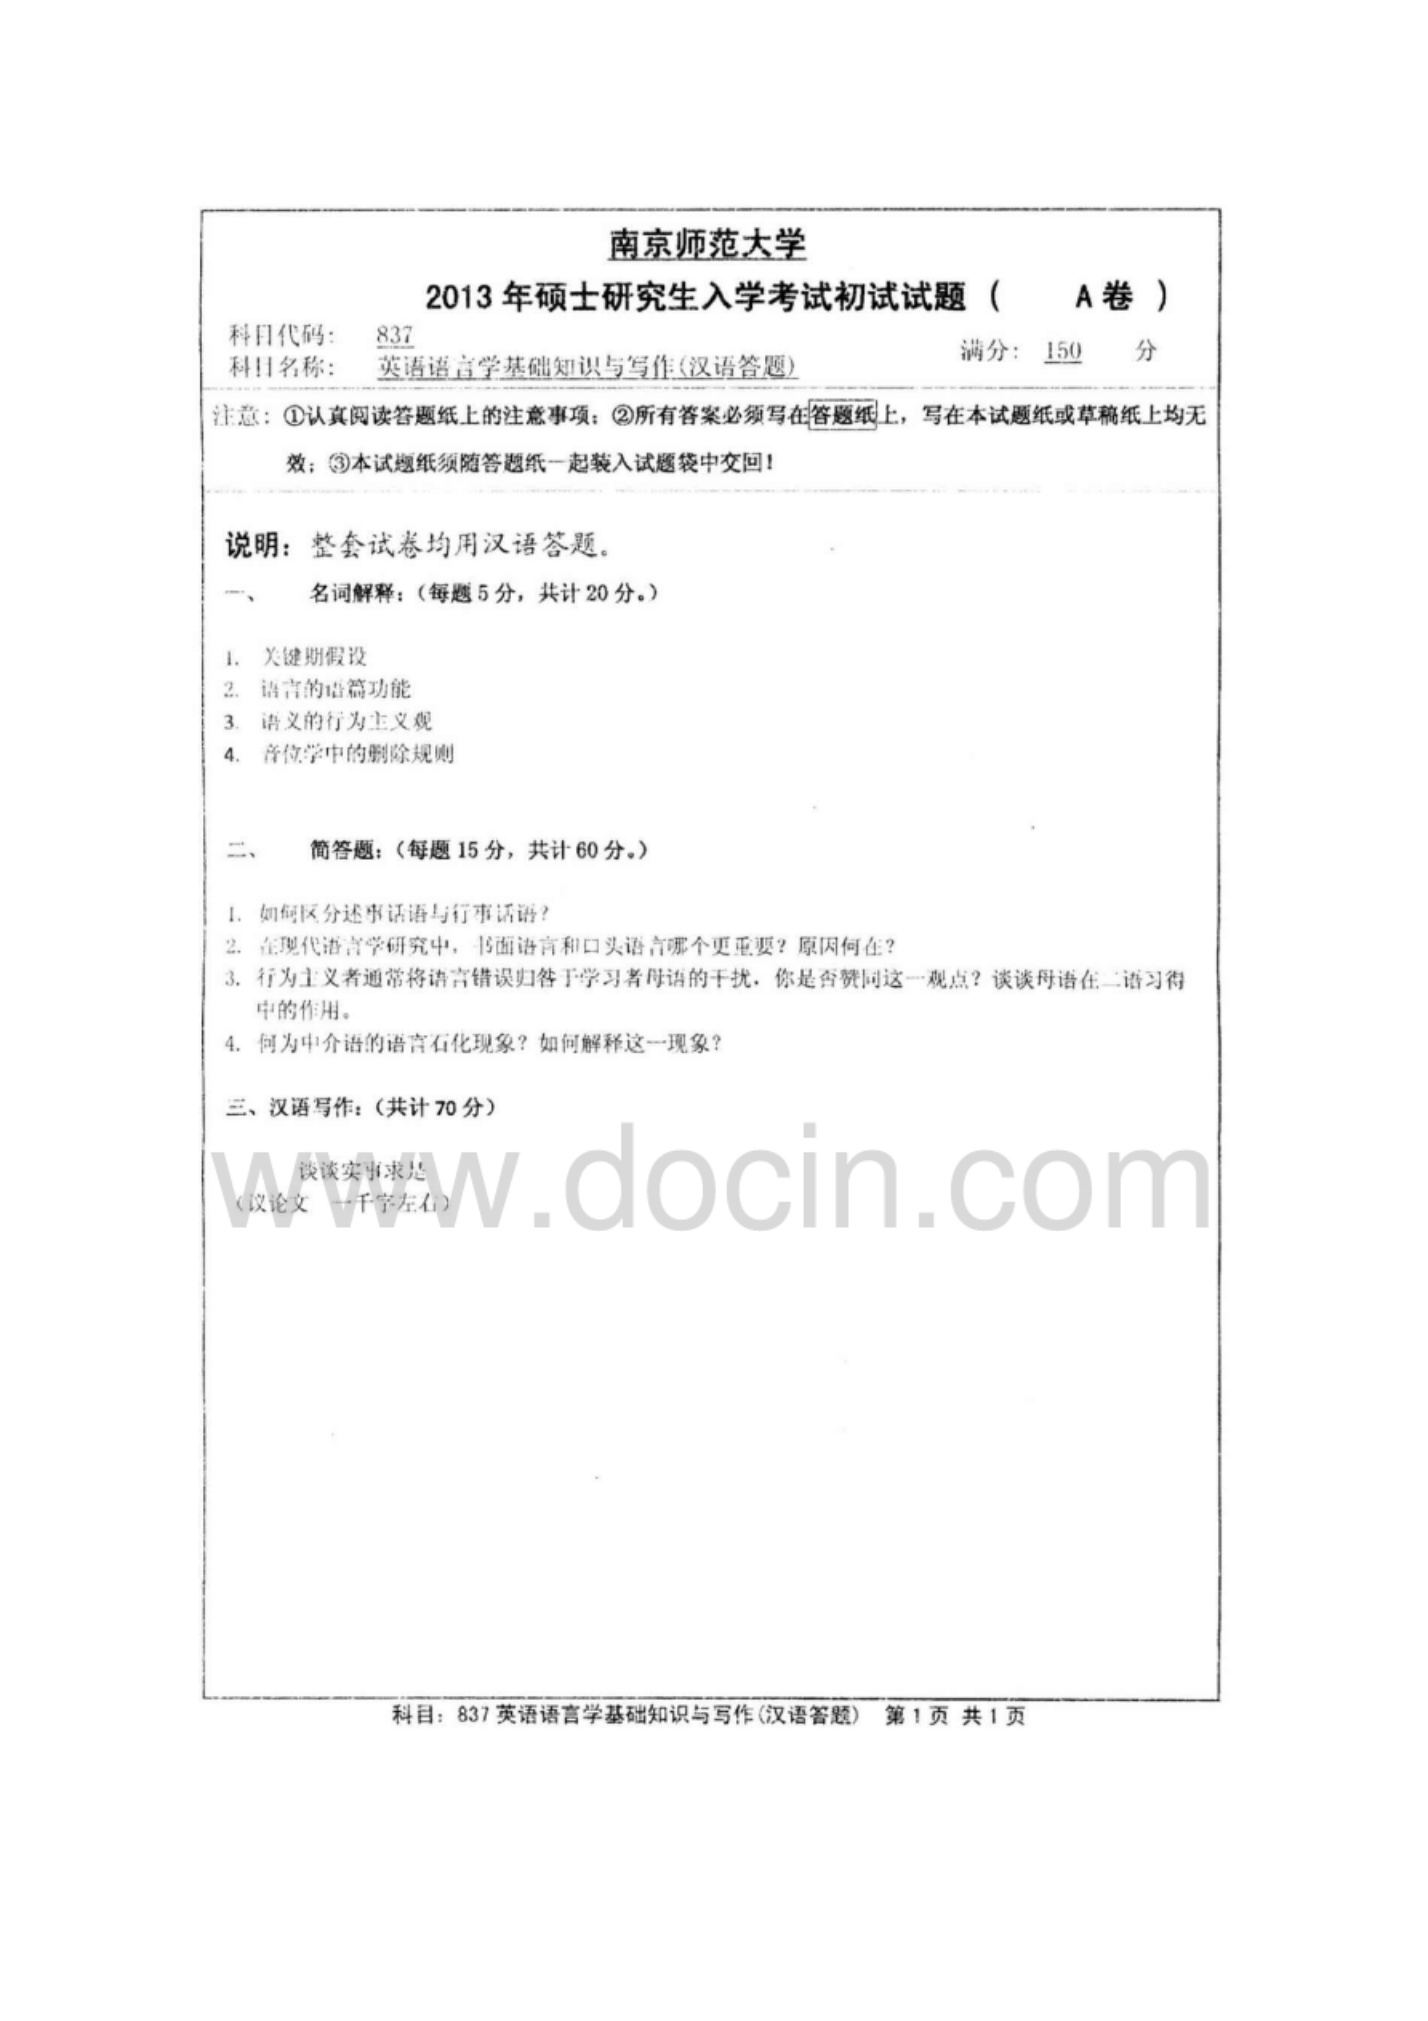 南京师范大学
2013 年硕士研究生入学考试初试试题（ A 卷 ）
科目代码： 837 满分： 150 分
科目名称： 英语语言学基础知识与写作(汉语答题)
注意：①认真阅读答题纸上的注意事项；②所有答案必须写在答题纸上，写在本试题纸或草稿纸上均无
效；③本试题纸须随答题纸一起装入试题袋中交回！
说明：整套试卷均用汉语答题。
一、 名词解释：（每题 5 分，共计 20 分。）
1. 关键期假设
2. 语言的语篇功能
3. 语义的行为主义观
4. 音位学中的删除规则
二、 简答题：（每题 15 分，共计 60 分。）
1. 如何区分述事话语与行事话语？
2. 在现代语言学研究中，书面语言和口头语言哪个更重要？原因何在？
3. 行为主义者通常将语言错误归咎于学习者母语的干扰，你是否赞同这一观点？谈谈母语在二语习得
中的作用。
4. 何为中介语的语言石化现象？如何解释这一现象？
三、汉语写作：（共计 70 分）
谈谈实事求是
（议论文 一千字左右）
www.docin.com
科目：837 英语语言学基础知识与写作(汉语答题) 第 1 页 共 1 页